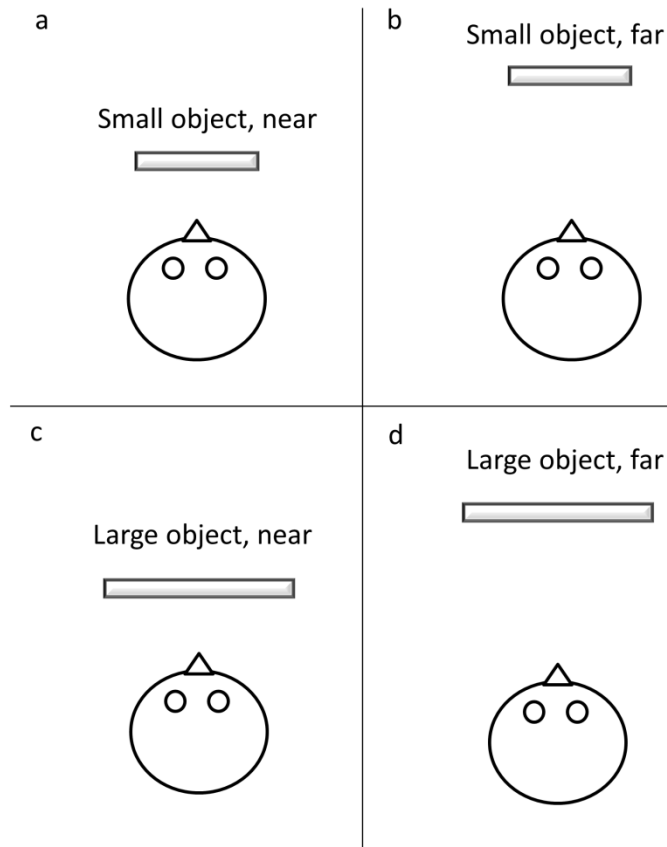 a
Small object, near
b
Small object, far
c
Large object, near
d
Large object, far